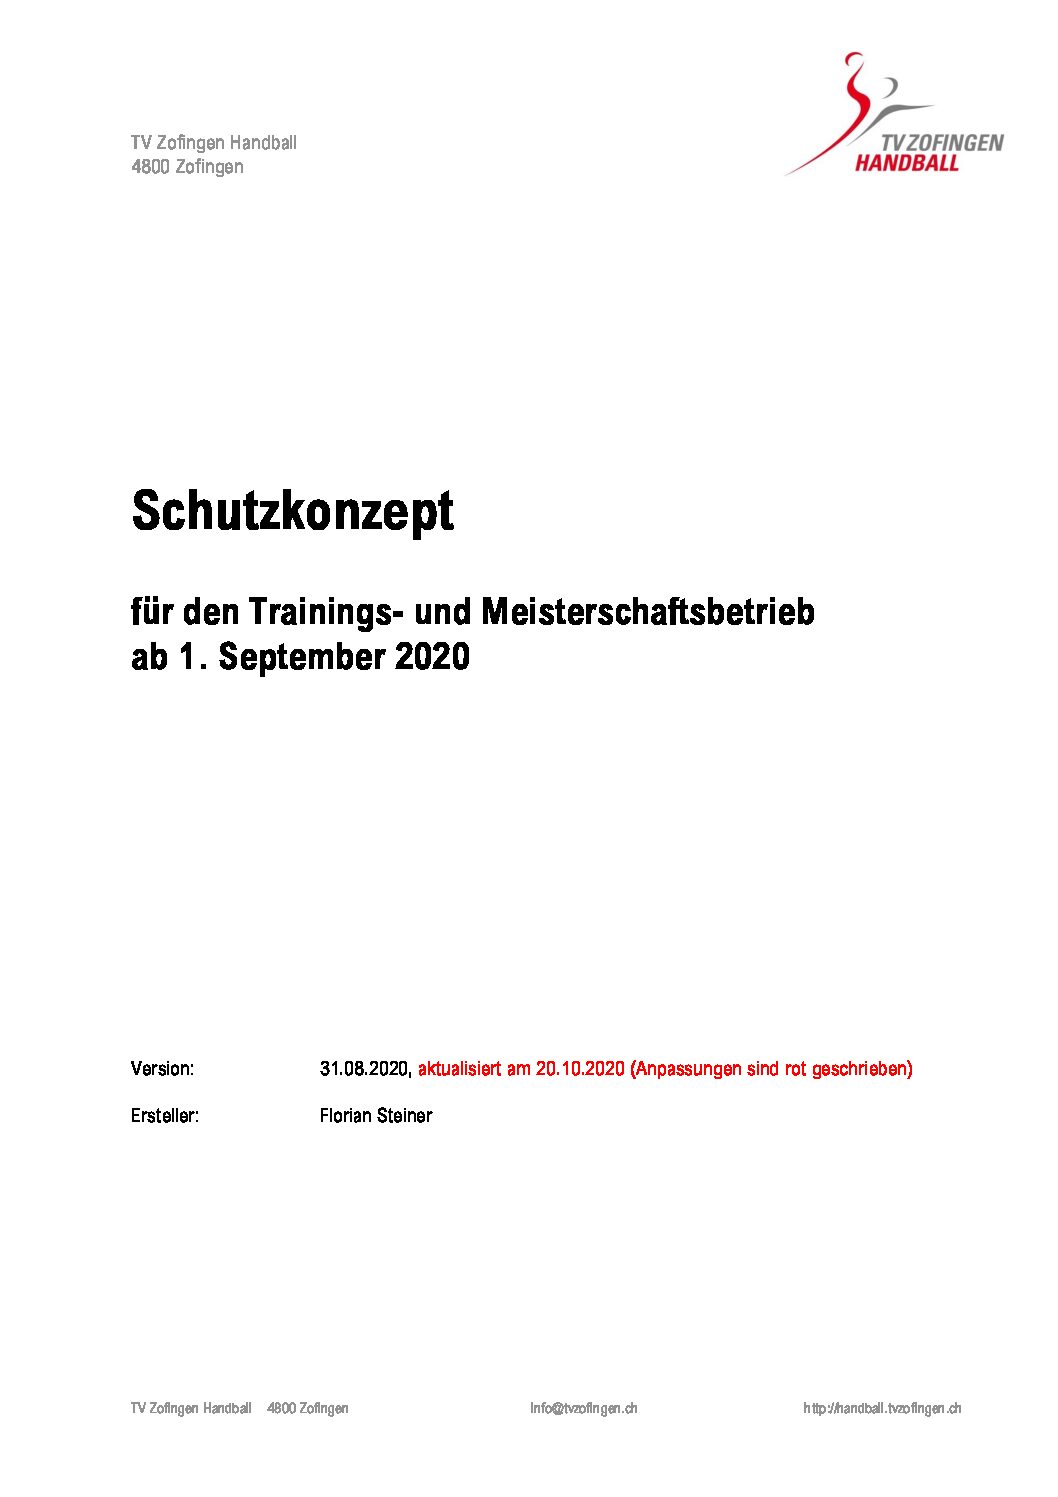 TV Zofingen Handball
4800 Zofingen
TV ZOFINGEN
HANDBALL
Schutzkonzept
für den Trainings- und Meisterschaftsbetrieb
ab 1. September 2020
Version: 31.08.2020, aktualisiert am 20.10.2020 (Anpassungen sind rot geschrieben)
Ersteller: Florian Steiner
TV Zofingen Handball 4800 Zofingen Info@tvzofingen.ch http://handball.tvzofingen.ch